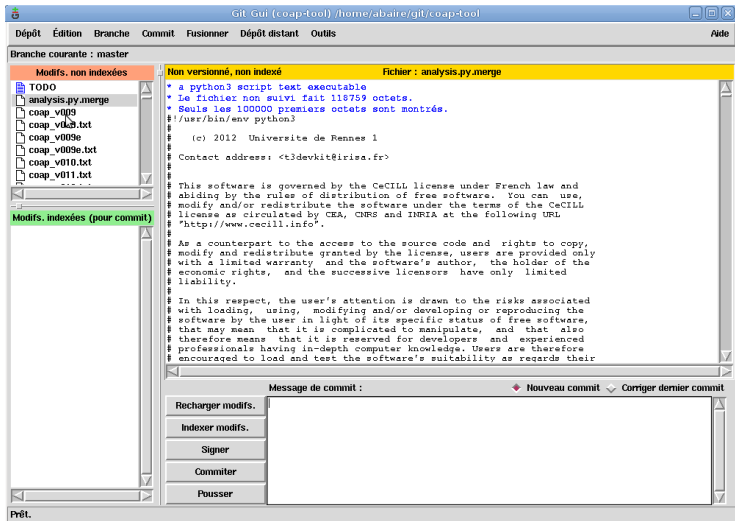 Git Gui (coap-tool) /home/abaire/git/coap-tool
Dépôt Édition Branche Commit Fusionner Dépôt distant Outils Aide
Branche courante : master
Modifs. non indexées
TODO
analysis.py.merge
coap_v009
coap_v009.txt
coap_v009e
coap_v009e.txt
coap_v010.txt
coap_v011.txt
Modifs. indexées (pour commit)
Non versionné, non indexé Fichier : analysis.py.merge
* a python3 script text executable
* Le fichier non suivi fait 118759 octets.
* Seuls les 100000 premiers octets sont montrés.
#!/usr/bin/env python3
#
#   (c) 2012  Universite de Rennes 1
#
# Contact address: <t3devkit@irisa.fr>
#
#
# This software is governed by the CeCILL license under French law and
# abiding by the rules of distribution of free software.  You can  use,
# modify and/or redistribute the software under the terms of the CeCILL
# license as circulated by CEA, CNRS and INRIA at the following URL
# "http://www.cecill.info".
#
# As a counterpart to the access to the source code and  rights to copy,
# modify and redistribute granted by the license, users are provided only
# with a limited warranty  and the software's author,  the holder of the
# economic rights,  and the successive licensors  have only  limited
# liability.
#
# In this respect, the user's attention is drawn to the risks associated
# with loading,  using,  modifying and/or developing or reproducing the
# software by the user in light of its specific status of free software,
# that may mean  that it is complicated to manipulate,  and  that  also
# therefore means  that it is reserved for developers  and  experienced
# professionals having in-depth computer knowledge. Users are therefore
# encouraged to load and test the software's suitability as regards their
Message de commit : Nouveau commit Corriger dernier commit
Recharger modifs.
Indexer modifs.
Signer
Commiter
Pousser
Prêt.